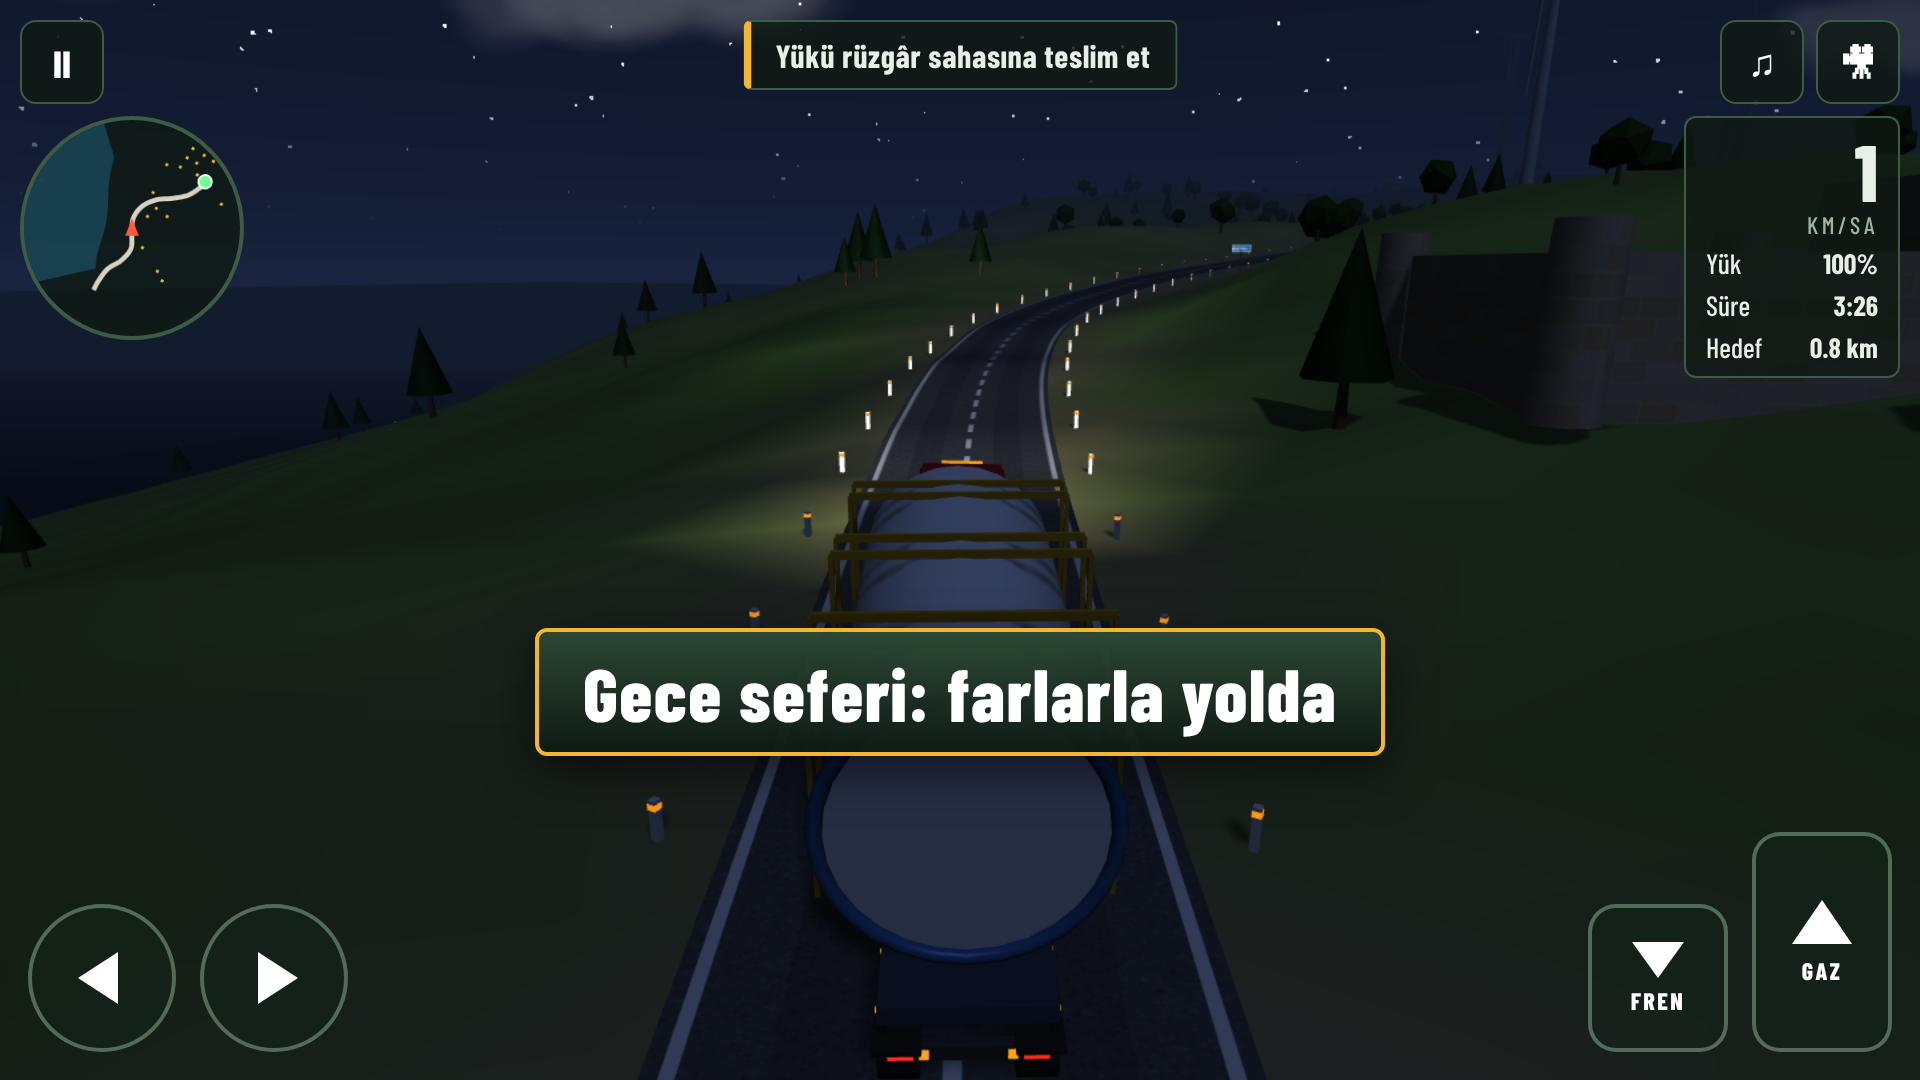 Yükü rüzgâr sahasına teslim et
1
KM/SA
Yük 100%
Süre 3:26
Hedef 0.8 km
Gece seferi: farlarla yolda
FREN
GAZ